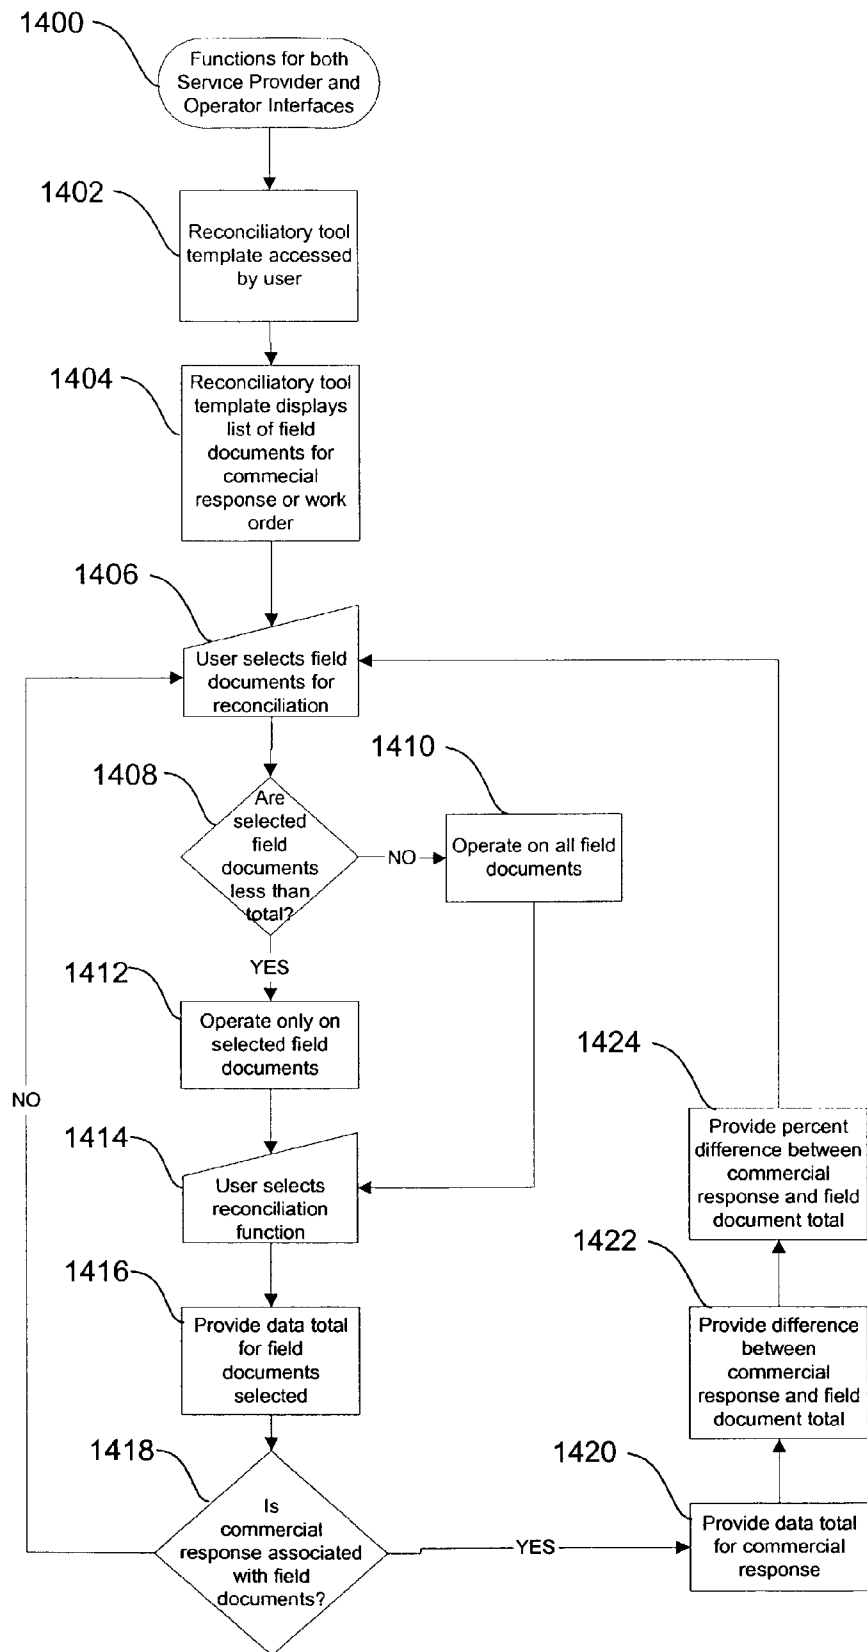 1400
Functions for both
Service Provider and
Operator Interfaces
1402
Reconciliatory tool
template accessed
by user
1404
Reconciliatory tool
template displays
list of field
documents for
commecial
response or work
order
1406
User selects field
documents for
reconciliation
1408
Are
selected
field
documents
less than
total?
NO
1410
Operate on all field
documents
YES
1412
Operate only on
selected field
documents
NO
1414
User selects
reconciliation
function
1416
Provide data total
for field
documents
selected
1418
Is
commercial
response associated
with field
documents?
YES
1420
Provide data total
for commercial
response
1422
Provide difference
between
commercial
response and field
document total
1424
Provide percent
difference between
commercial
response and field
document total